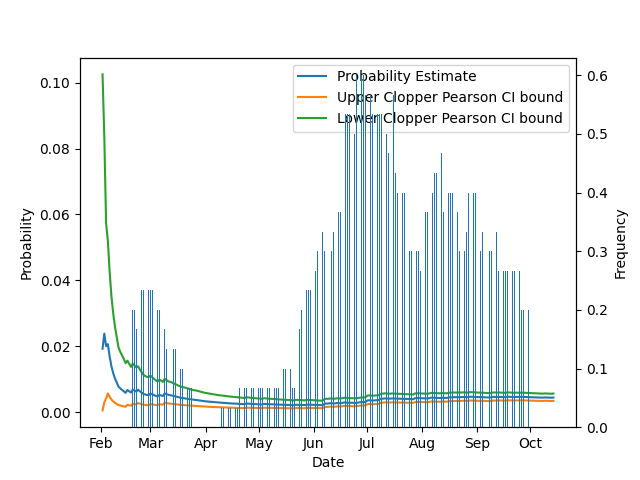 Probability Estimate
Upper Clopper Pearson CI bound
Lower Clopper Pearson CI bound
0.10
0.08
0.06
0.04
0.02
0.00
Probability
0.6
0.5
0.4
0.3
0.2
0.1
0.0
Frequency
Feb Mar Apr May Jun Jul Aug Sep Oct
Date